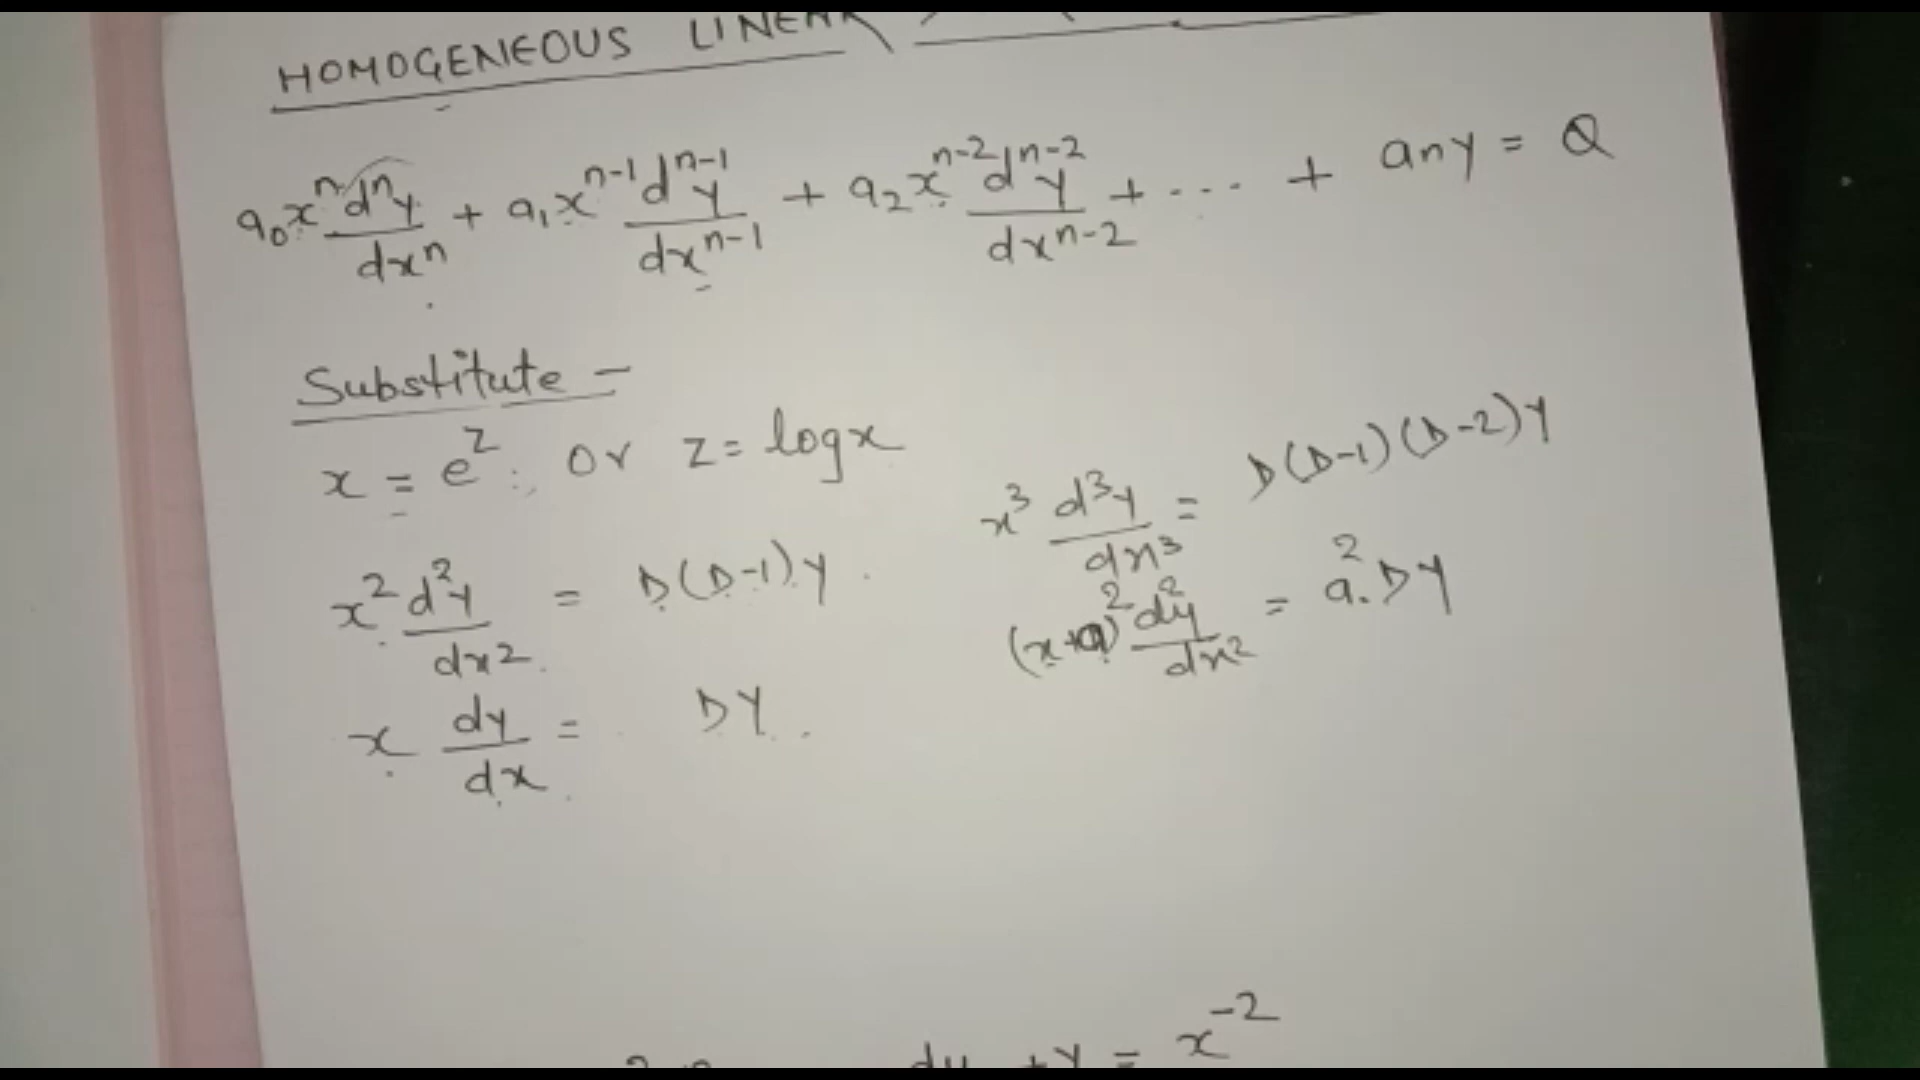 HOMOGENEOUS LINEAR
a₀xⁿ dⁿy/dxⁿ + a₁xⁿ⁻¹ dⁿ⁻¹y/dxⁿ⁻¹ + a₂xⁿ⁻² dⁿ⁻²y/dxⁿ⁻² + ... + any = Q
Substitute –
x = e^z or z = log x
x³ d³y/dx³ = D(D-1)(D-2)y
x² d²y/dx² = D(D-1)y
(x+a)² d²y/dx² = a².Dy
x dy/dx = Dy
dy + y = x⁻²